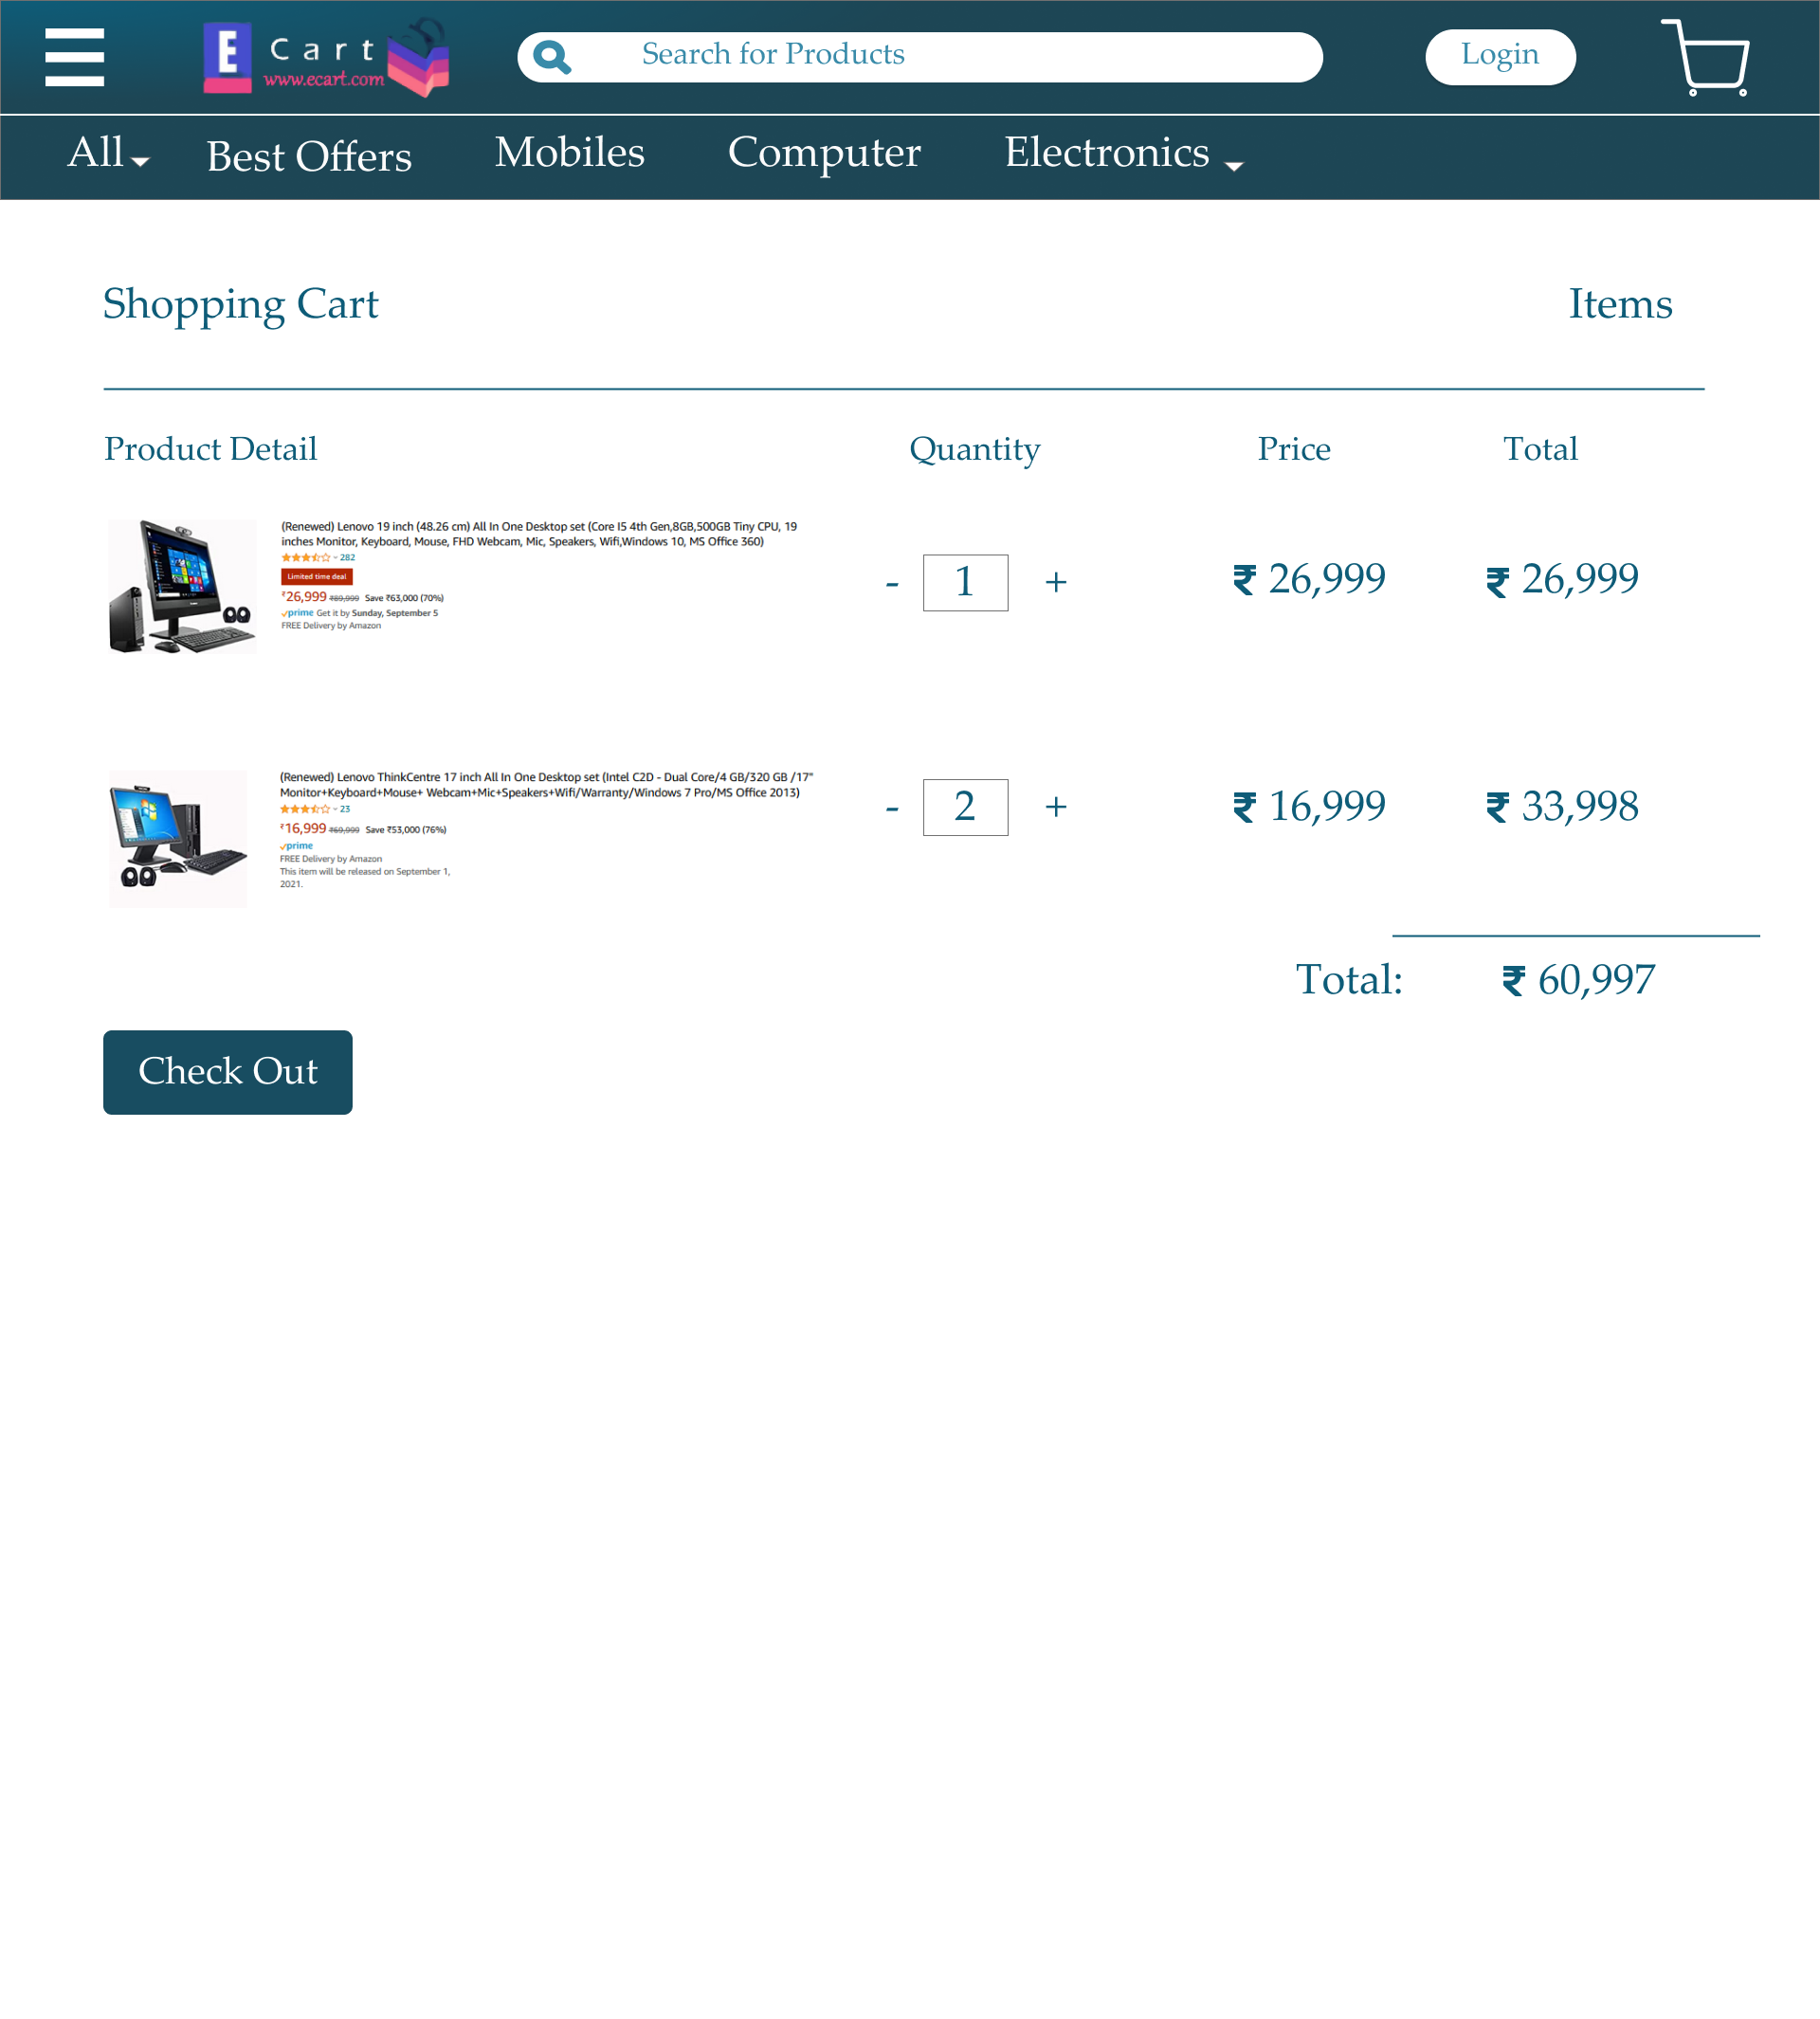 E Cart
www.ecart.com
Search for Products
Login
All
Best Offers
Mobiles
Computer
Electronics
Shopping Cart
Items
Product Detail
Quantity
Price
Total
(Renewed) Lenovo 19 inch (48.26 cm) All In One Desktop set (Core I5 4th Gen,8GB,500GB Tiny CPU, 19
inches Monitor, Keyboard, Mouse, FHD Webcam, Mic, Speakers, Wifi,Windows 10, MS Office 360)
282
Limited time deal
₹26,999 ₹89,999 Save ₹63,000 (70%)
prime Get it by Sunday, September 5
FREE Delivery by Amazon
- 1 +
₹ 26,999
₹ 26,999
(Renewed) Lenovo ThinkCentre 17 inch All In One Desktop set (Intel C2D - Dual Core/4 GB/320 GB /17"
Monitor+Keyboard+Mouse+ Webcam+Mic+Speakers+Wifi/Warranty/Windows 7 Pro/MS Office 2013)
23
₹16,999 ₹69,999 Save ₹53,000 (76%)
prime
FREE Delivery by Amazon
This item will be released on September 1,
2021.
- 2 +
₹ 16,999
₹ 33,998
Total: ₹ 60,997
Check Out